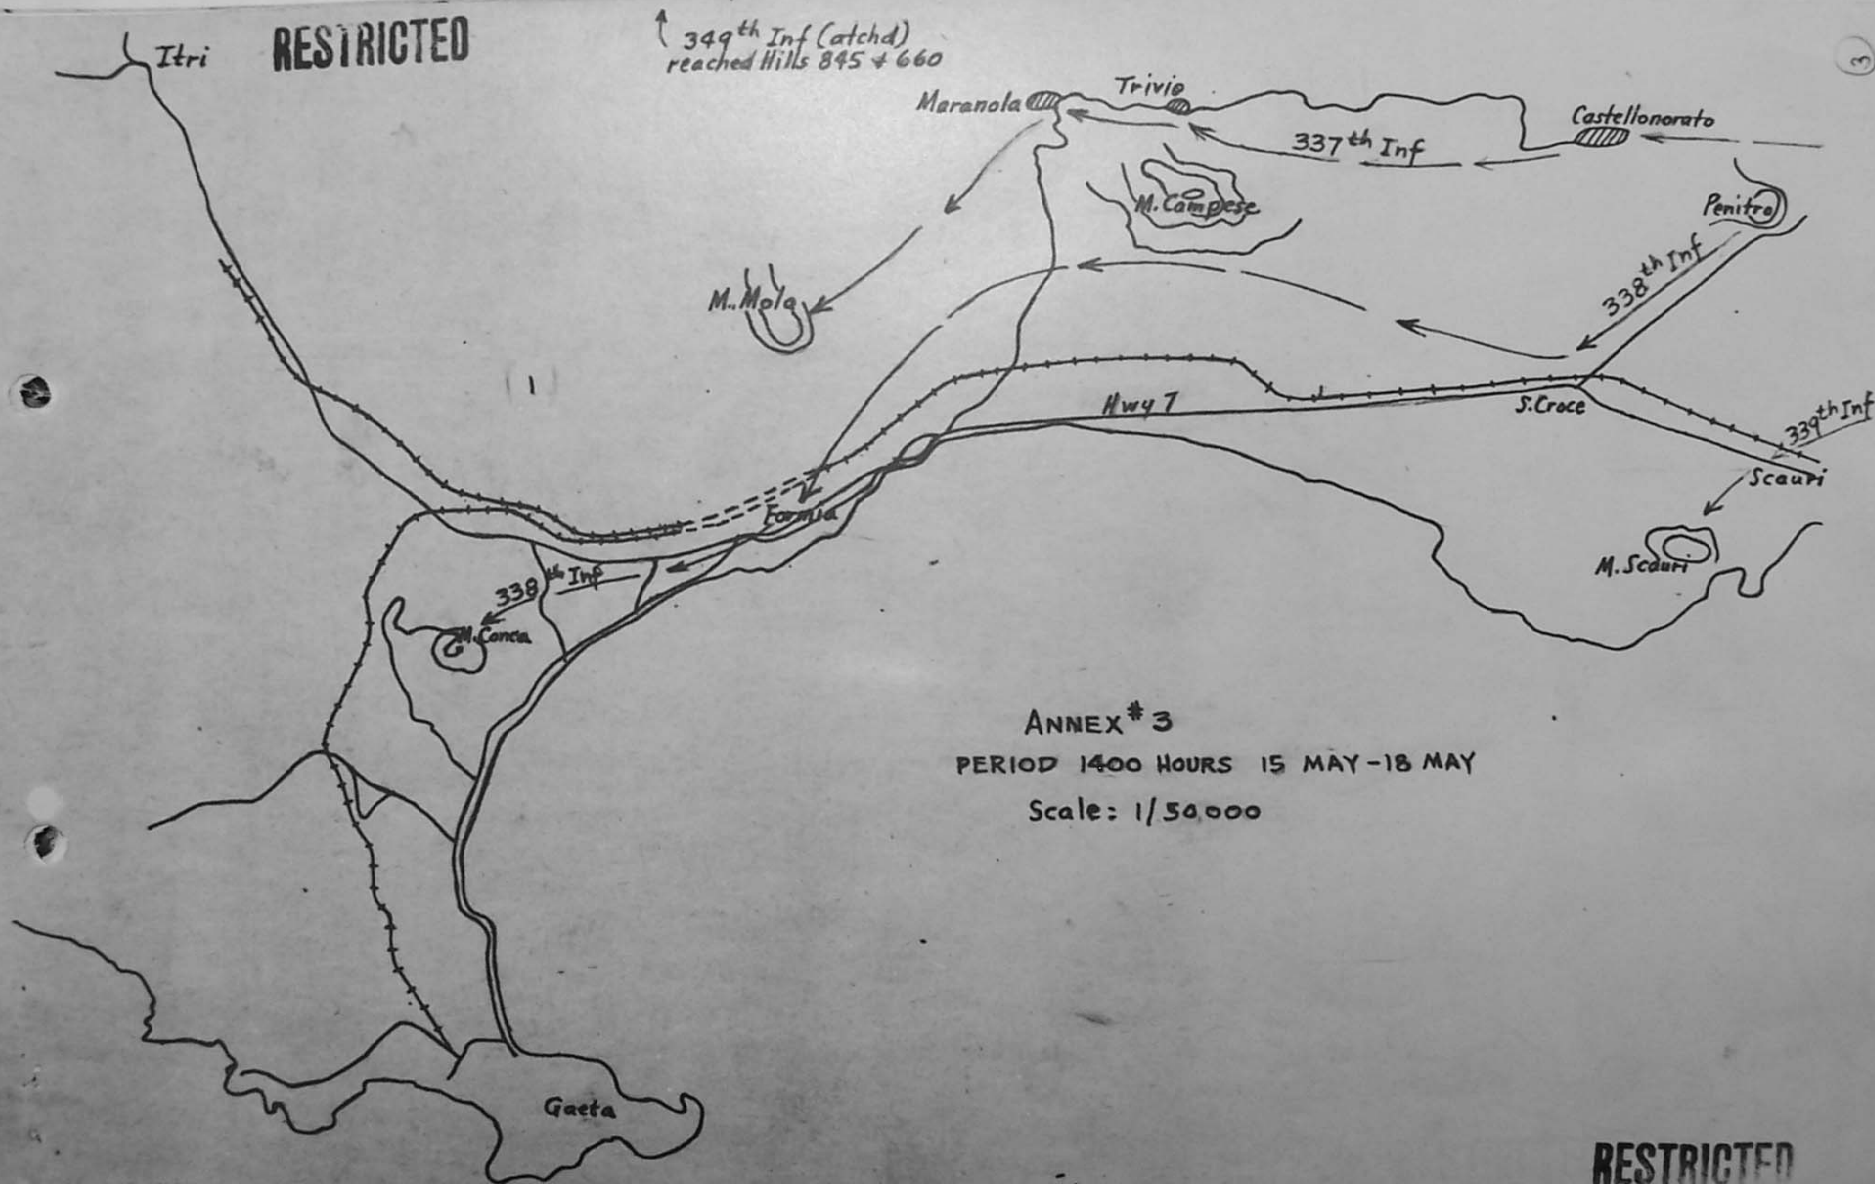 Itri
RESTRICTED
349th Inf (atchd)
reached Hills 845 & 660
3
Maranola
Trivio
Castellonorato
337th Inf
M. Campese
Penitro
338th Inf
M. Mola
(1)
Hwy 7
S. Croce
339th Inf
Scauri
Formia
M. Scauri
338th Inf
M. Conca
ANNEX #3
PERIOD 1400 HOURS 15 MAY-18 MAY
Scale: 1/50,000
Gaeta
RESTRICTED